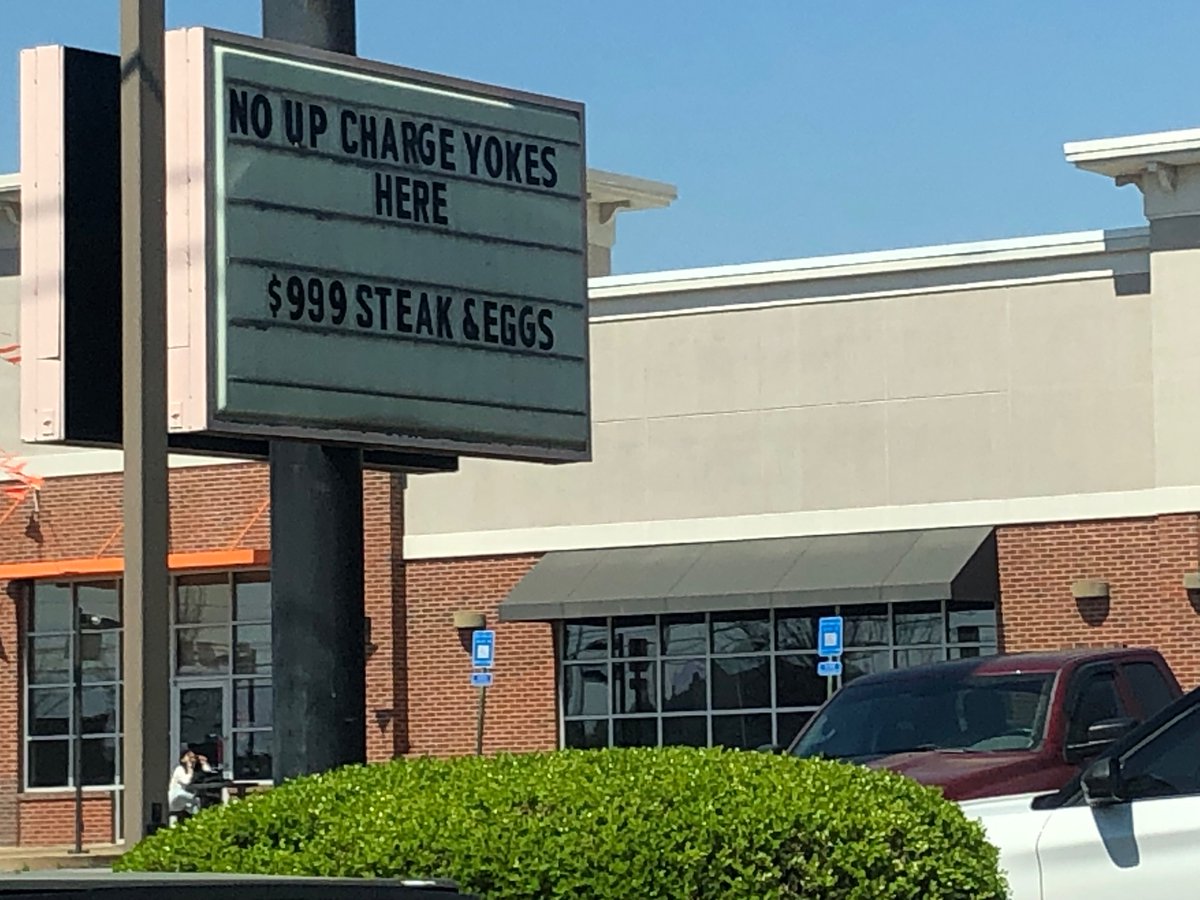 NO UP CHARGE YOKES
HERE
$999 STEAK & EGGS